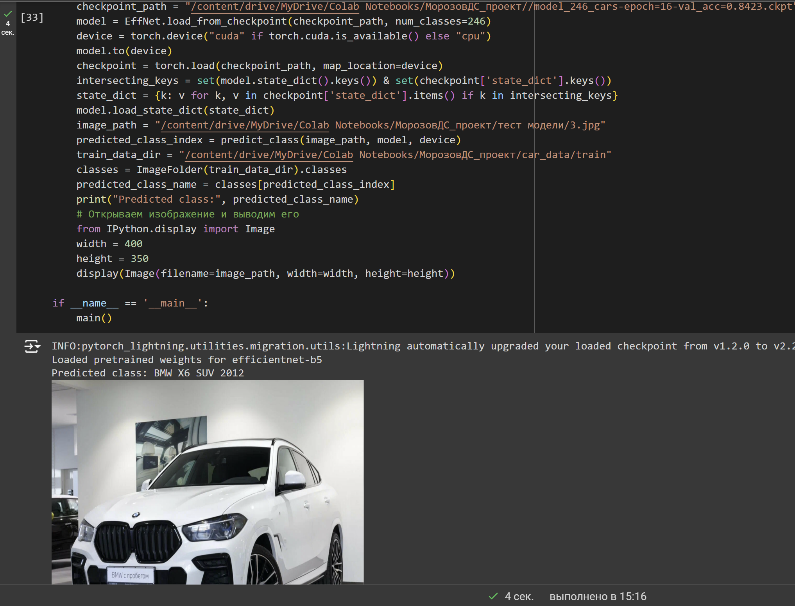 checkpoint_path = "/content/drive/MyDrive/Colab Notebooks/МорозовДС_проект//model_246_cars-epoch=16-val_acc=0.8423.ckpt"
[33]
model = EffNet.load_from_checkpoint(checkpoint_path, num_classes=246)
4
сек.
device = torch.device("cuda" if torch.cuda.is_available() else "cpu")
model.to(device)
checkpoint = torch.load(checkpoint_path, map_location=device)
intersecting_keys = set(model.state_dict().keys()) & set(checkpoint['state_dict'].keys())
state_dict = {k: v for k, v in checkpoint['state_dict'].items() if k in intersecting_keys}
model.load_state_dict(state_dict)
image_path = "/content/drive/MyDrive/Colab Notebooks/МорозовДС_проект/тест модели/3.jpg"
predicted_class_index = predict_class(image_path, model, device)
train_data_dir = "/content/drive/MyDrive/Colab Notebooks/МорозовДС_проект/car_data/train"
classes = ImageFolder(train_data_dir).classes
predicted_class_name = classes[predicted_class_index]
print("Predicted class:", predicted_class_name)
# Открываем изображение и выводим его
from IPython.display import Image
width = 400
height = 350
display(Image(filename=image_path, width=width, height=height))
if __name__ == '__main__':
main()
INFO:pytorch_lightning.utilities.migration.utils:Lightning automatically upgraded your loaded checkpoint from v1.2.0 to v2.2
Loaded pretrained weights for efficientnet-b5
Predicted class: BMW X6 SUV 2012
4 сек. выполнено в 15:16